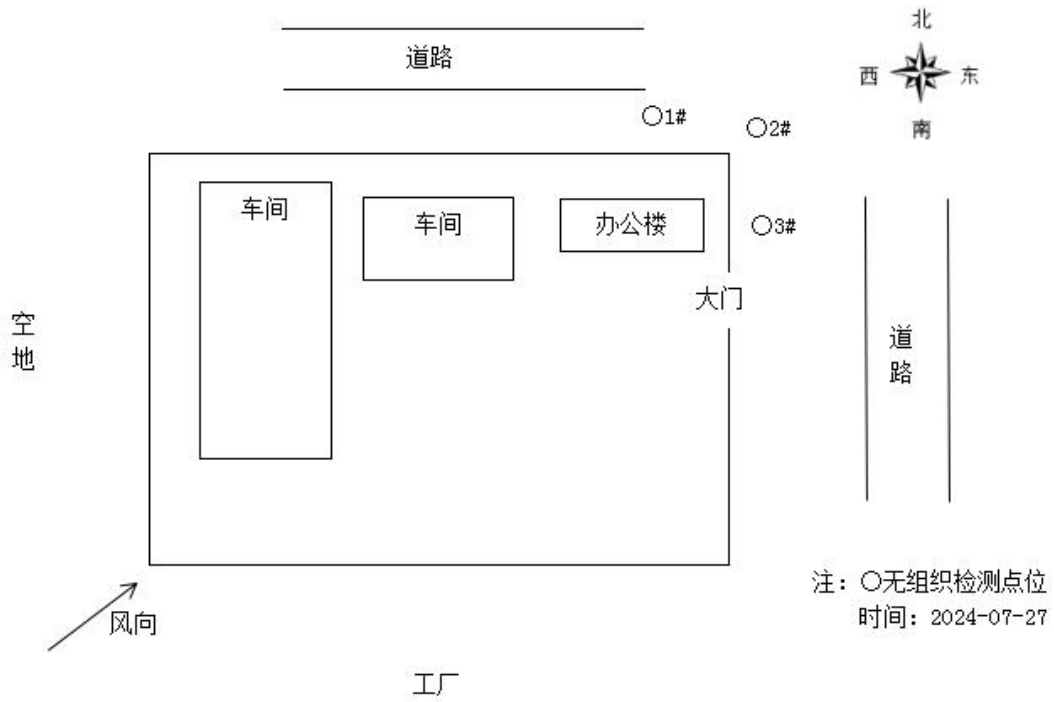 北
道路
西
东
○1#
○2#
南
车间
车间
办公楼
○3#
大门
空地
道路
注：○无组织检测点位
时间：2024-07-27
风向
工厂